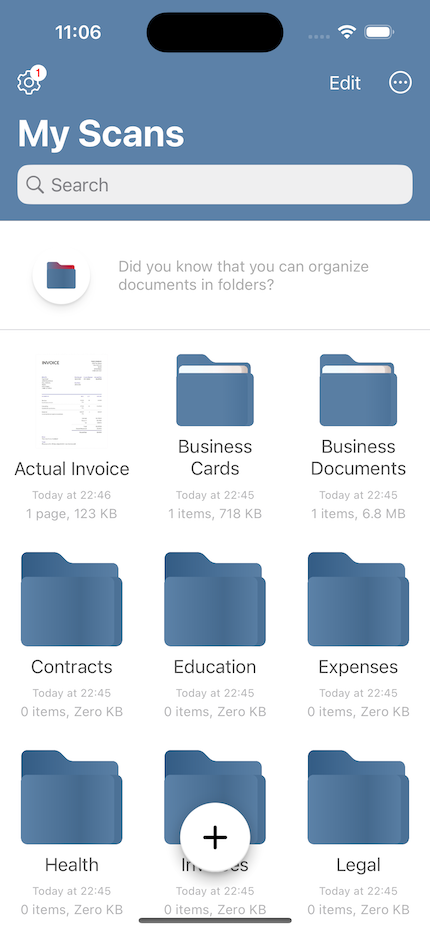 11:06
1
Edit
My Scans
Search
Did you know that you can organize
documents in folders?
INVOICE
Actual Invoice
Today at 22:46
1 page, 123 KB
Business
Cards
Today at 22:45
1 items, 718 KB
Business
Documents
Today at 22:45
1 items, 6.8 MB
Contracts
Today at 22:45
0 items, Zero KB
Education
Today at 22:45
0 items, Zero KB
Expenses
Today at 22:45
0 items, Zero KB
Health
Today at 22:45
0 items, Zero KB
Today at 22:45
0 items, Zero KB
Legal
Today at 22:45
0 items, Zero KB